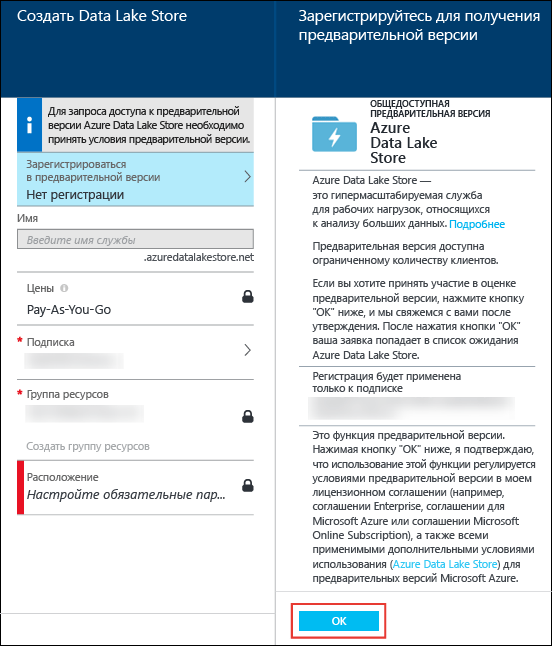 Создать Data Lake Store
Для запроса доступа к предварительной
версии Azure Data Lake Store необходимо
принять условия предварительной версии.
Зарегистрироваться
в предварительной версии
Нет регистрации
Имя
Введите имя службы
.azuredatalakestore.net
Цены
Pay-As-You-Go
* Подписка
* Группа ресурсов
Создать группу ресурсов
Расположение
Настройте обязательные пар...
Зарегистрируйтесь для получения
предварительной версии
ОБЩЕДОСТУПНАЯ
ПРЕДВАРИТЕЛЬНАЯ ВЕРСИЯ
Azure
Data Lake
Store
Azure Data Lake Store —
это гипермасштабируемая служба
для рабочих нагрузок, относящихся
к анализу больших данных. Подробнее
Предварительная версия доступна
ограниченному количеству клиентов.
Если вы хотите принять участие в оценке
предварительной версии, нажмите кнопку
"ОК" ниже, и мы свяжемся с вами после
утверждения. После нажатия кнопки "ОК"
ваша заявка попадает в список ожидания
Azure Data Lake Store.
Регистрация будет применена
только к подписке
Это функция предварительной версии.
Нажимая кнопку "ОК" ниже, я подтверждаю,
что использование этой функции регулируется
условиями предварительной версии в моем
лицензионном соглашении (например,
соглашении Enterprise, соглашении для
Microsoft Azure или соглашении Microsoft
Online Subscription), а также всеми
применимыми дополнительными условиями
использования (Azure Data Lake Store) для
предварительных версий Microsoft Azure.
ОК